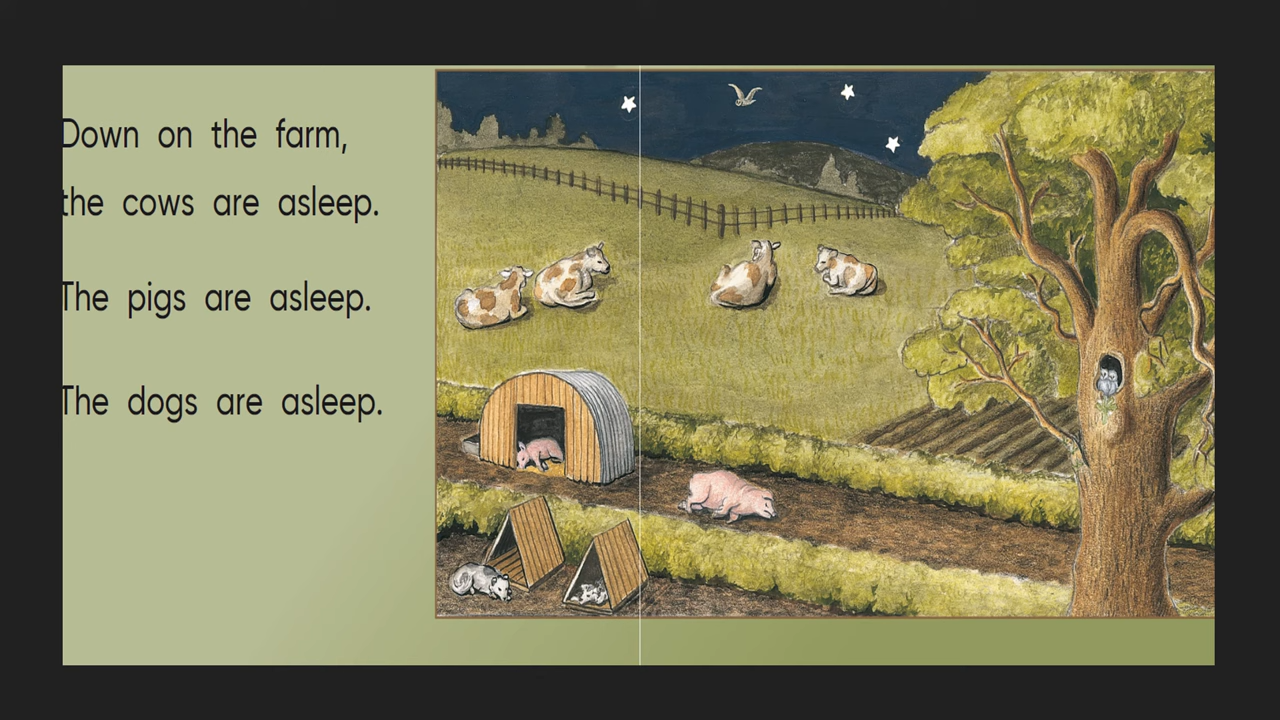 Down on the farm,
the cows are asleep.
The pigs are asleep.
The dogs are asleep.